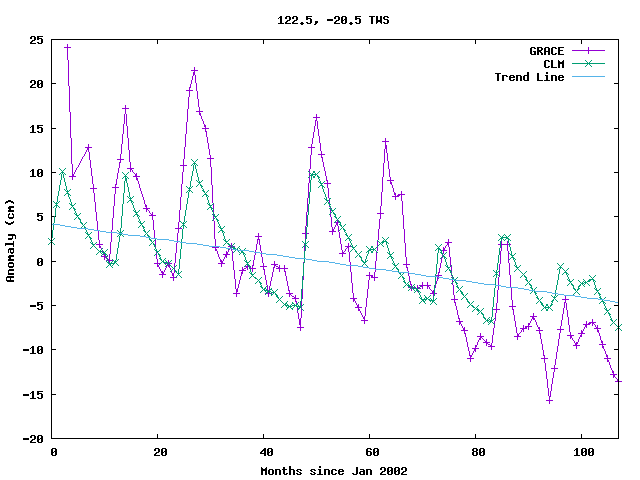 122.5, -20.5 TWS
GRACE
CLM
Trend Line
25
20
15
10
5
0
-5
-10
-15
-20
Anomaly (cm)
0 20 40 60 80 100
Months since Jan 2002